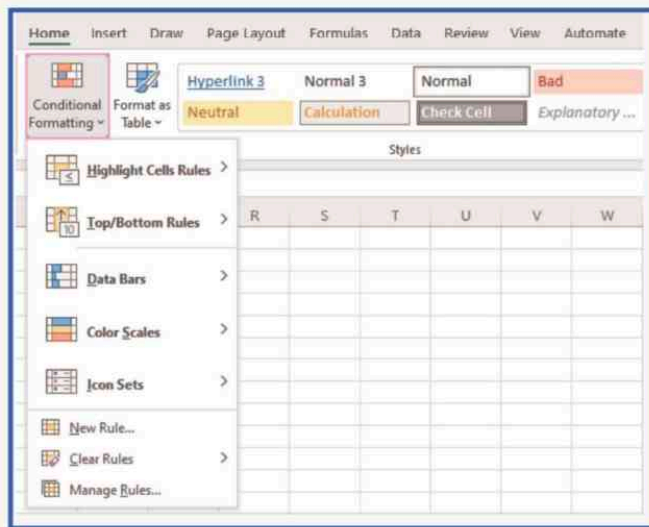 Home Insert Draw Page Layout Formulas Data Review View Automate
Conditional Formatting
Format as Table
Hyperlink 3 Normal 3 Normal Bad
Neutral Calculation Check Cell Explanatory ...
Styles
Highlight Cells Rules
Top/Bottom Rules
10
R S T U V W
Data Bars
Color Scales
Icon Sets
New Rule...
Clear Rules
Manage Rules...